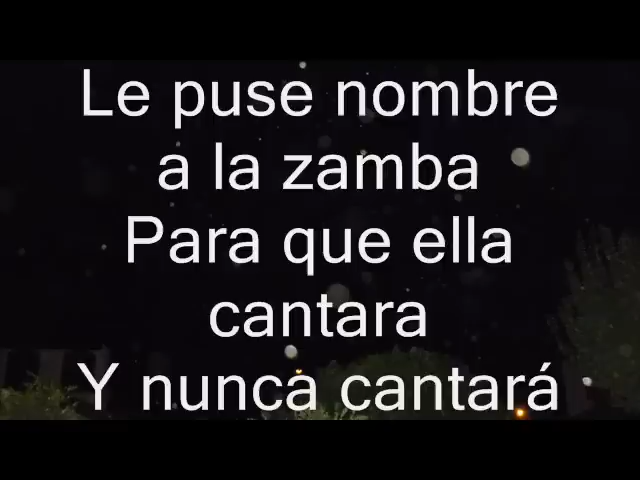 Le puse nombre
a la zamba
Para que ella
cantara
Y nunca cantará